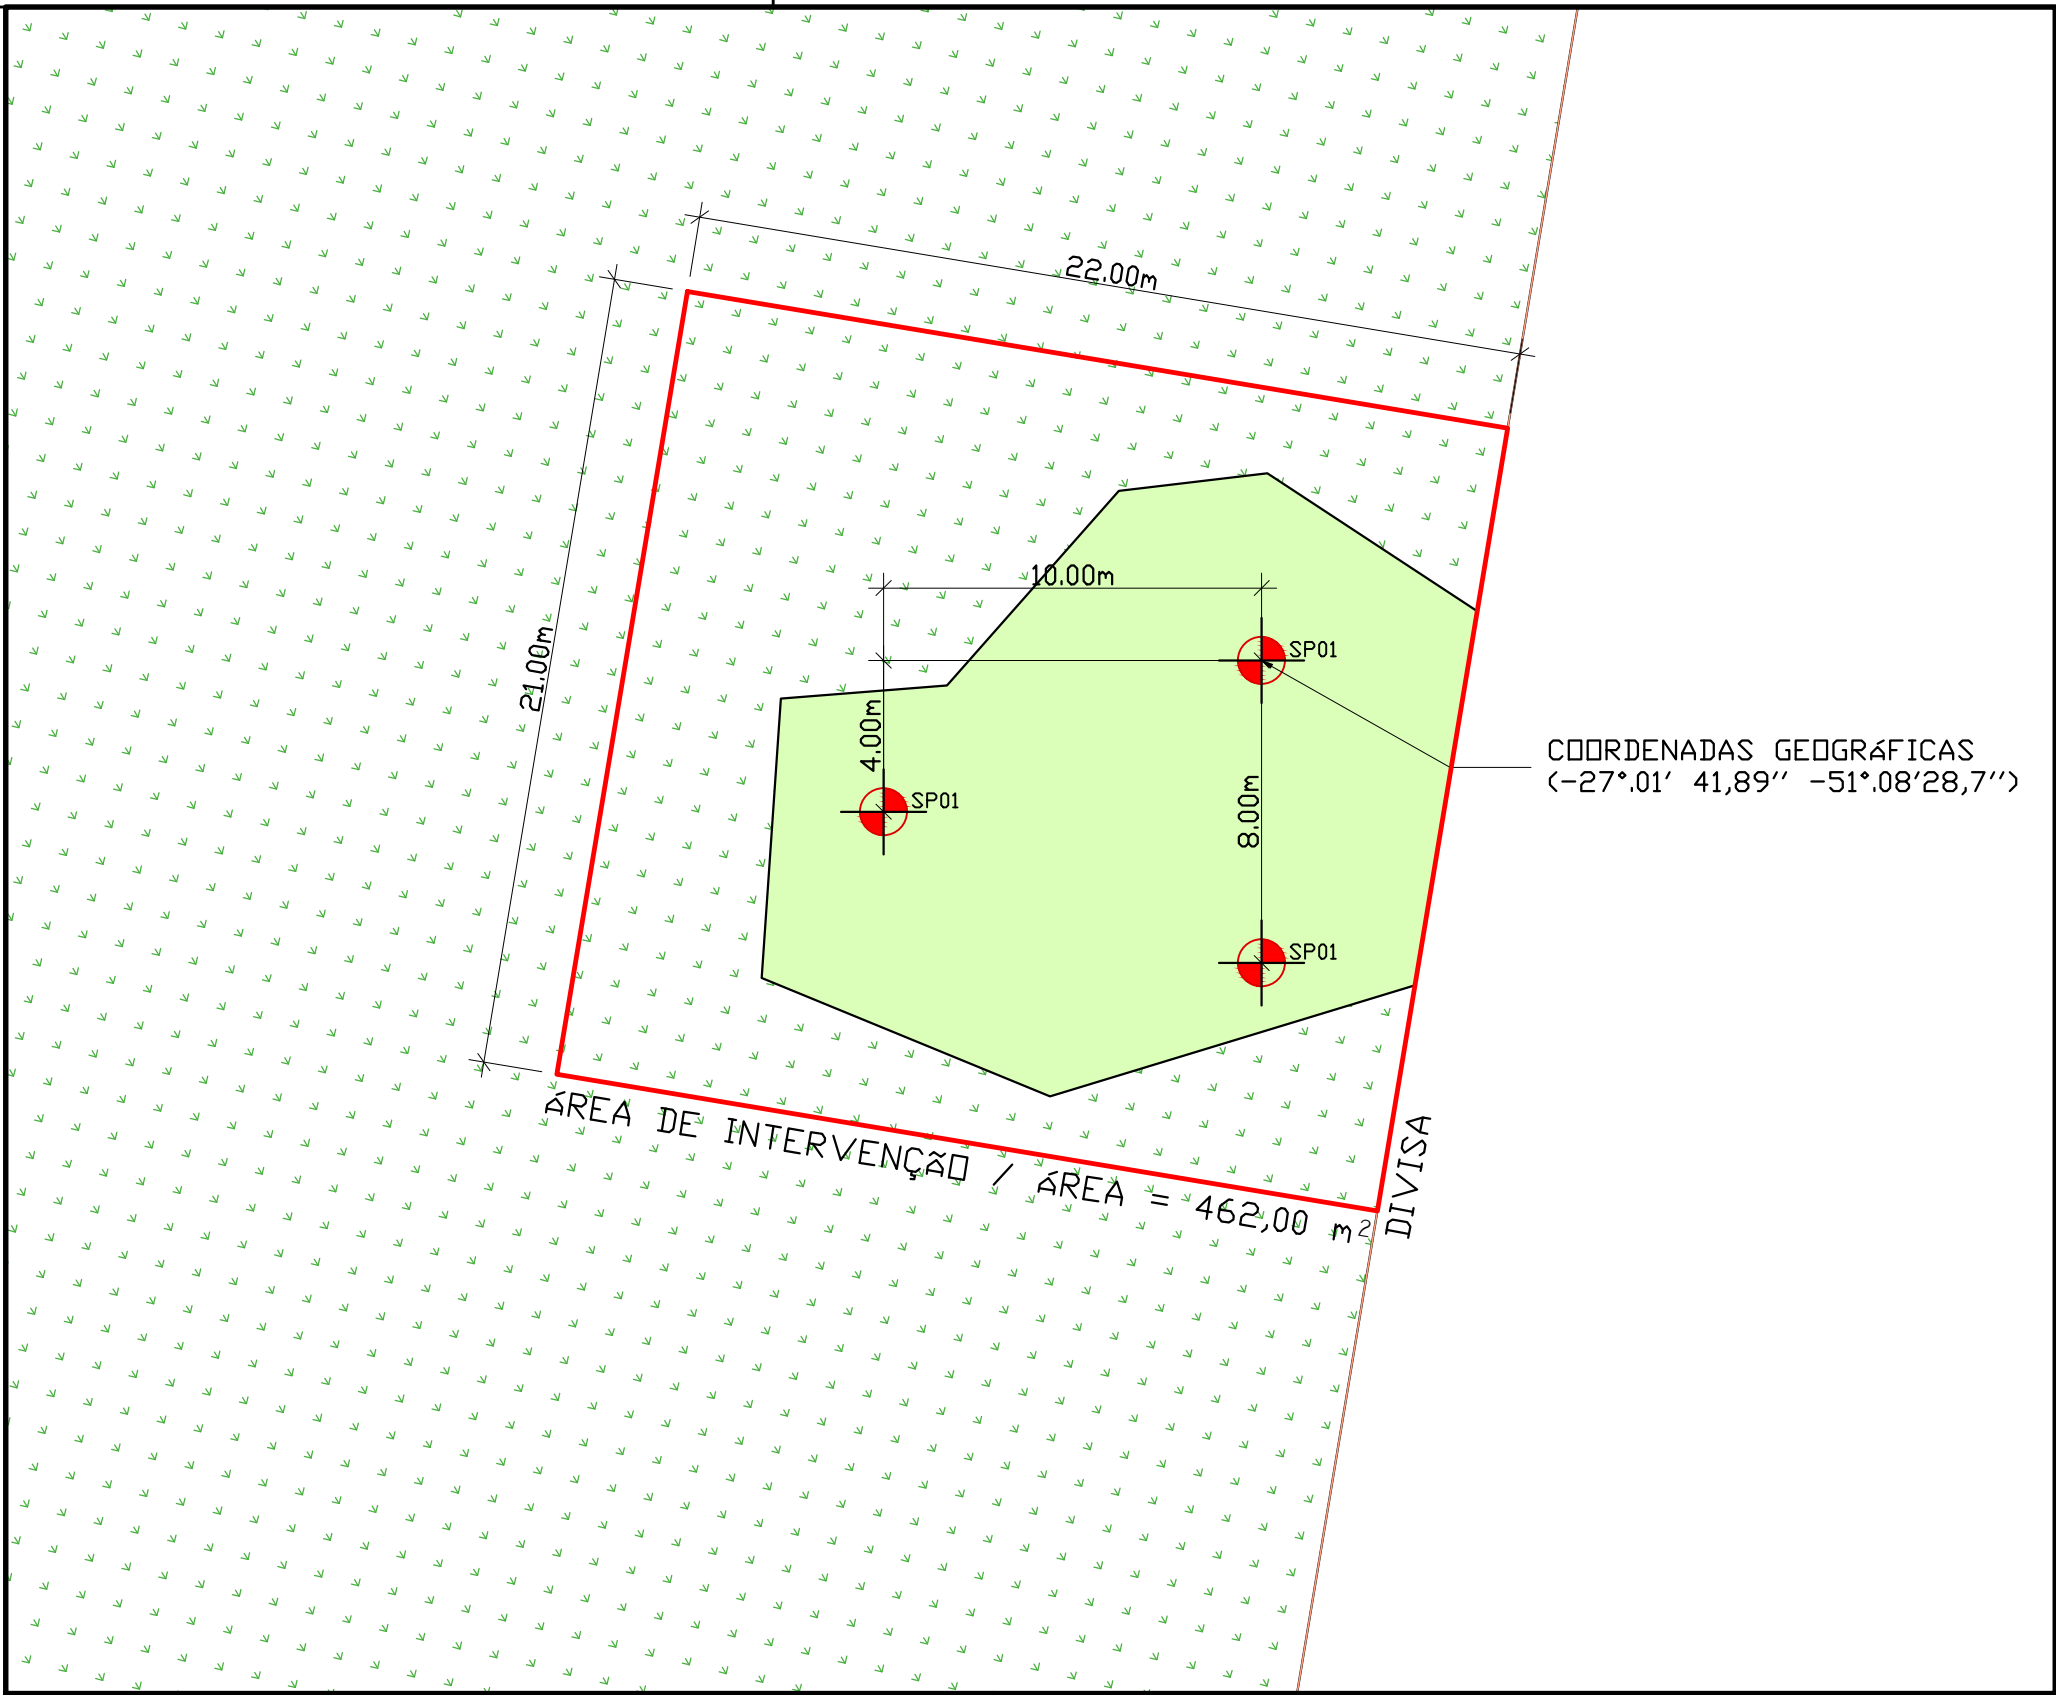 22.00m
21.00m
10.00m
SP01
4.00m
SP01
8.00m
SP01
COORDENADAS GEOGRÁFICAS
(-27°.01' 41,89'' -51°.08'28,7'')
ÁREA DE INTERVENÇÃO / ÁREA = 462,00 m²
DIVISA